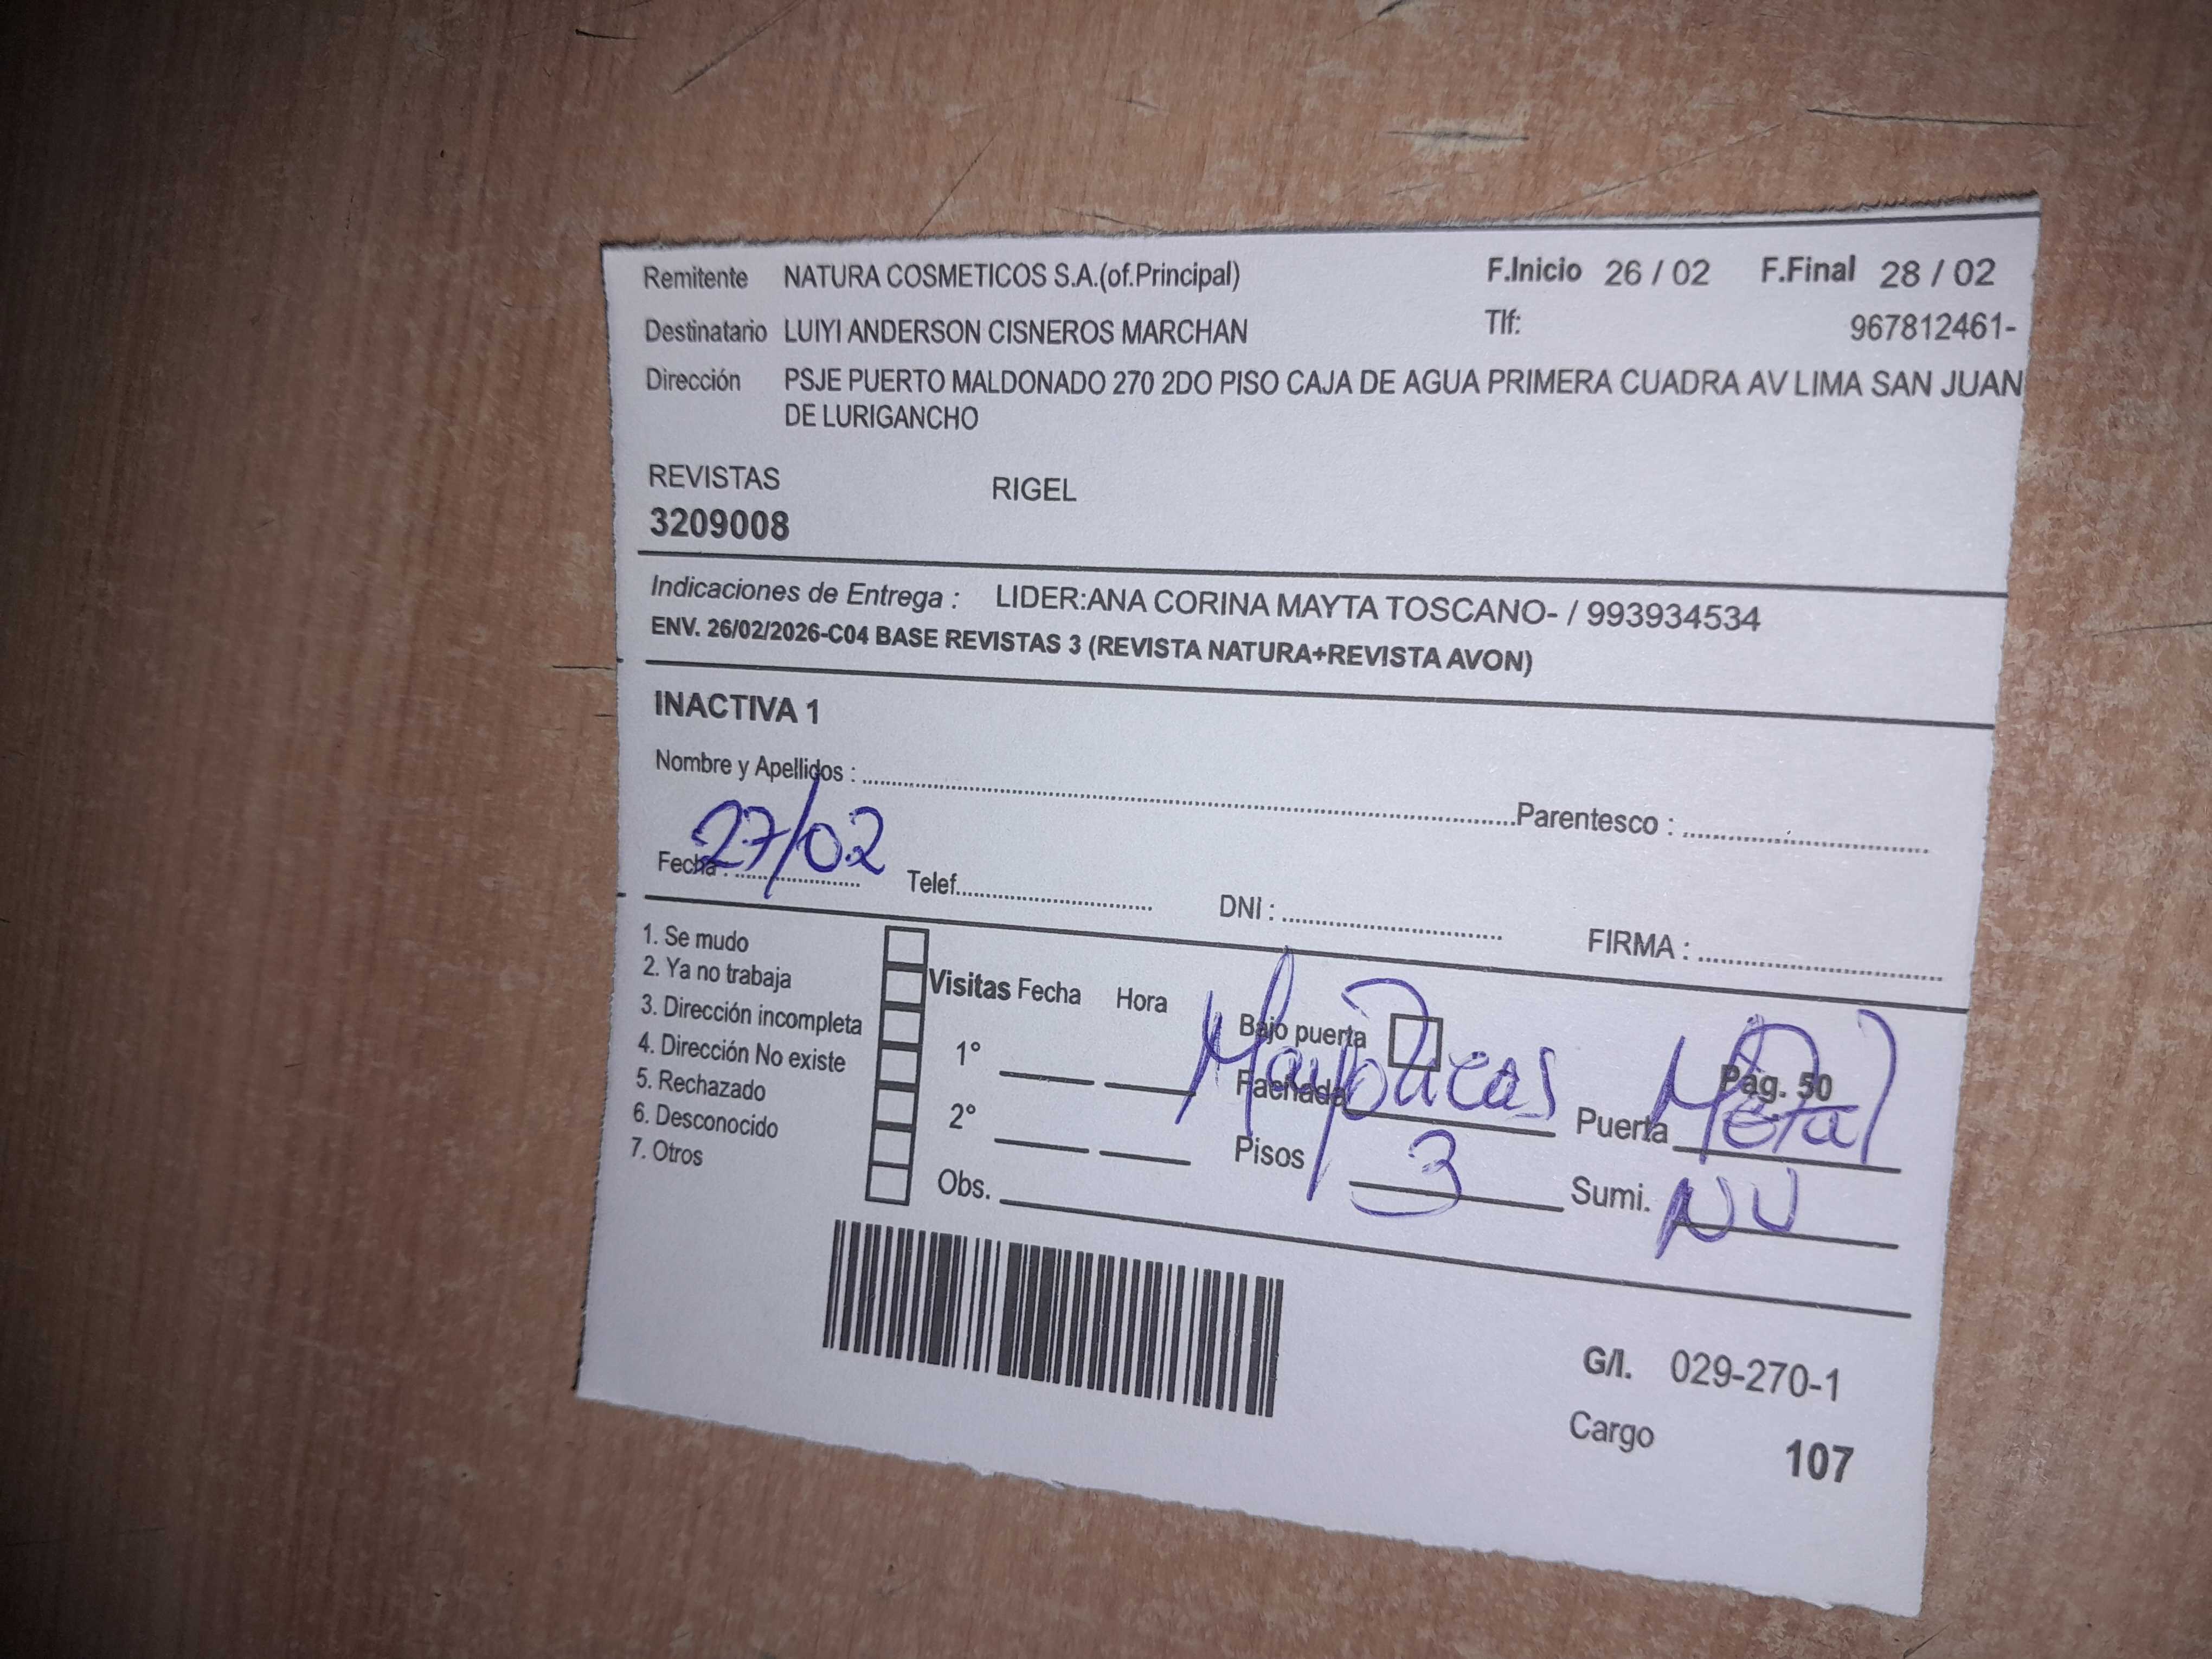 Remitente NATURA COSMETICOS S.A.(of.Principal) F.Inicio 26 / 02 F.Final 28 / 02
Destinatario LUIYI ANDERSON CISNEROS MARCHAN Tlf: 967812461-
Dirección PSJE PUERTO MALDONADO 270 2DO PISO CAJA DE AGUA PRIMERA CUADRA AV LIMA SAN JUAN
DE LURIGANCHO
REVISTAS RIGEL
3209008
Indicaciones de Entrega : LIDER:ANA CORINA MAYTA TOSCANO- / 993934534
ENV. 26/02/2026-C04 BASE REVISTAS 3 (REVISTA NATURA+REVISTA AVON)
INACTIVA 1
Nombre y Apellidos : Parentesco :
Fecha : 27/02 Telef. DNI : FIRMA :
1. Se mudo
2. Ya no trabaja
3. Dirección incompleta
4. Dirección No existe
5. Rechazado
6. Desconocido
7. Otros
Visitas Fecha Hora
1°
2°
Obs.
Bajo puerta Pag. 50
Fachada Mayolicas Puerta Metal
Pisos 3 Sumi. NV
G/I. 029-270-1
Cargo 107